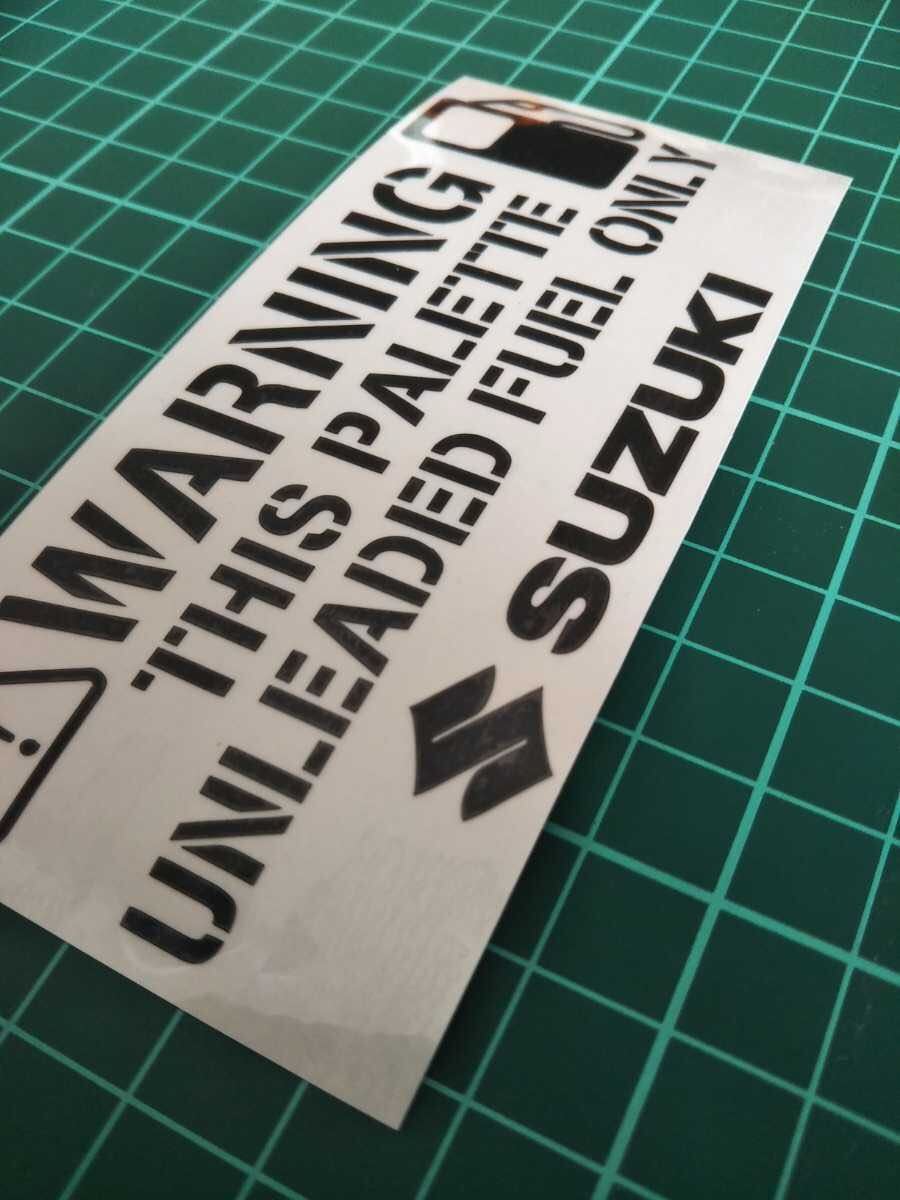 WARNING
THIS PALETTE
UNLEADED FUEL ONLY
SUZUKI